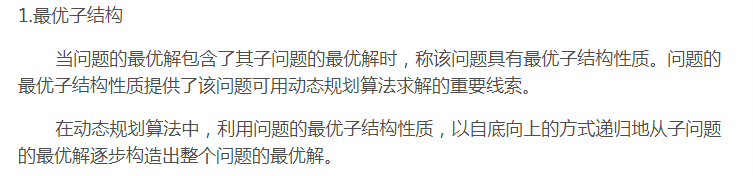 1.最优子结构
当问题的最优解包含了其子问题的最优解时，称该问题具有最优子结构性质。问题的
最优子结构性质提供了该问题可用动态规划算法求解的重要线索。
在动态规划算法中，利用问题的最优子结构性质，以自底向上的方式递归地从子问题
的最优解逐步构造出整个问题的最优解。